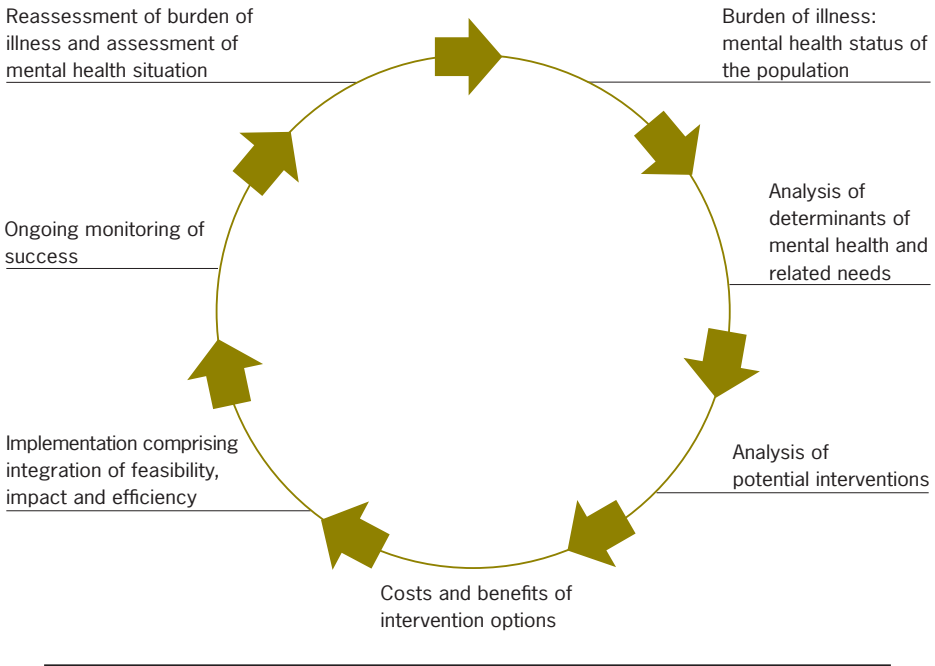 Reassessment of burden of
illness and assessment of
mental health situation
Burden of illness:
mental health status of
the population
Analysis of
determinants of
mental health and
related needs
Analysis of
potential interventions
Costs and benefits of
intervention options
Implementation comprising
integration of feasibility,
impact and efficiency
Ongoing monitoring of
success